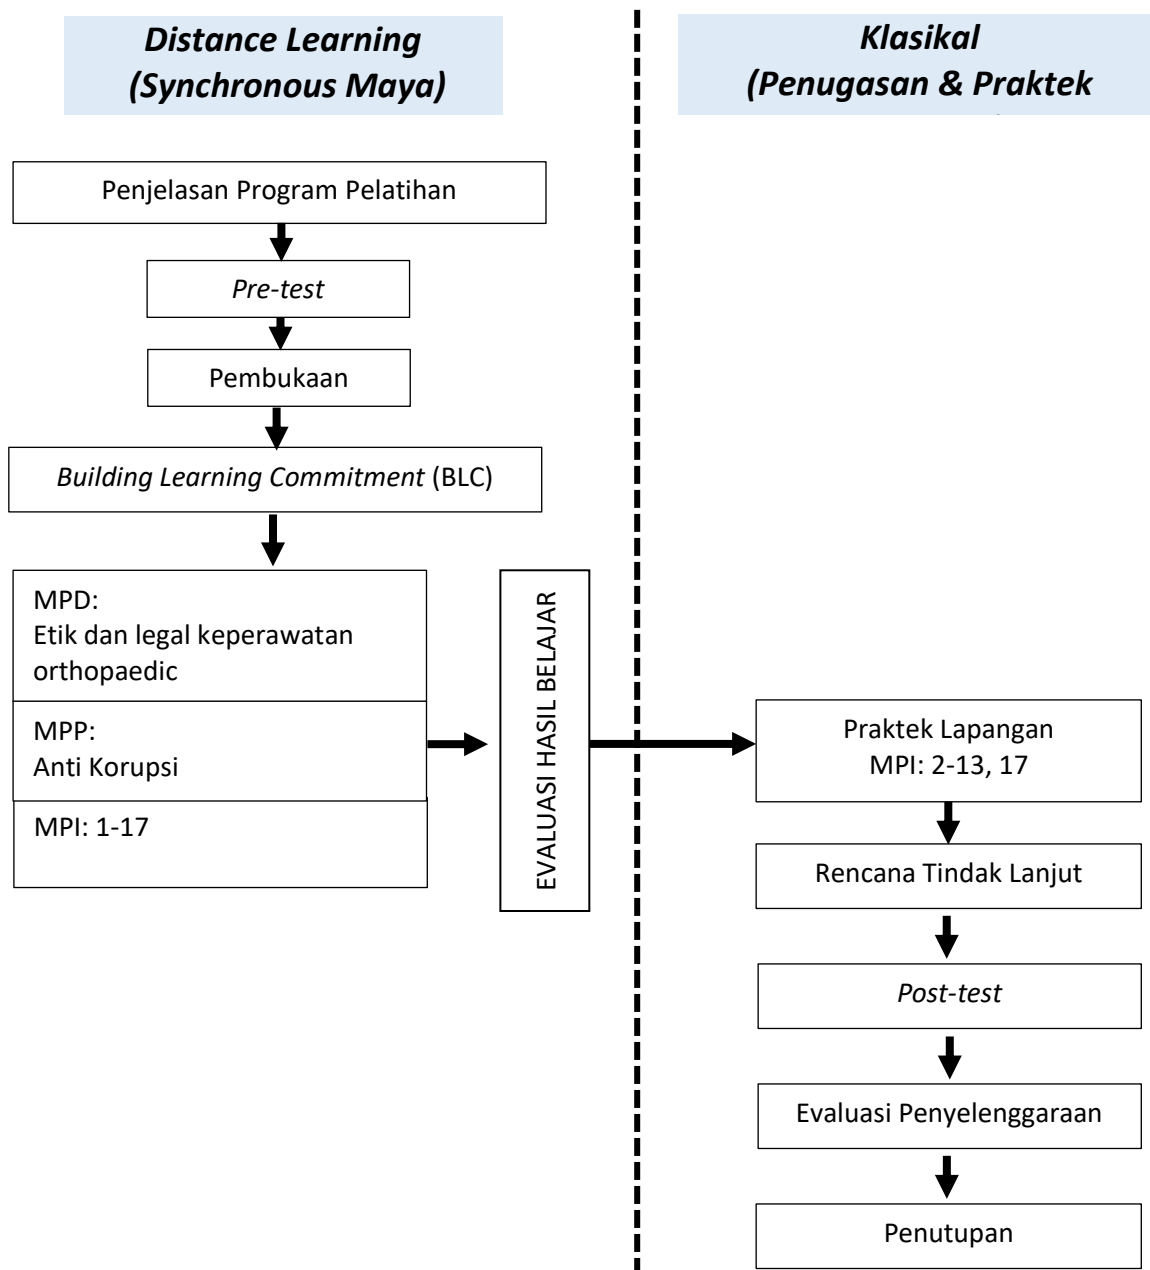 Distance Learning
(Synchronous Maya)
Penjelasan Program Pelatihan
Pre-test
Pembukaan
Building Learning Commitment (BLC)
MPD:
Etik dan legal keperawatan
orthopaedic
MPP:
Anti Korupsi
MPI: 1-17
EVALUASI HASIL BELAJAR
Klasikal
(Penugasan & Praktek
Praktek Lapangan
MPI: 2-13, 17
Rencana Tindak Lanjut
Post-test
Evaluasi Penyelenggaraan
Penutupan